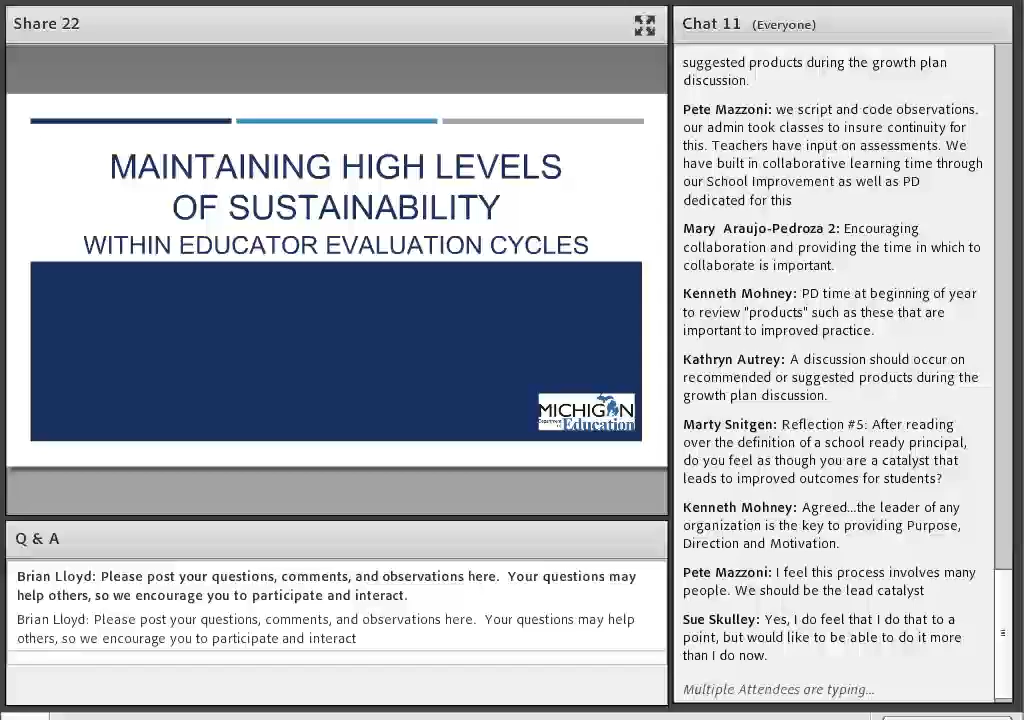 Share 22
MAINTAINING HIGH LEVELS
OF SUSTAINABILITY
WITHIN EDUCATOR EVALUATION CYCLES
MICHIGAN
Department of
Education
Q & A
Brian Lloyd: Please post your questions, comments, and observations here. Your questions may
help others, so we encourage you to participate and interact.
Brian Lloyd: Please post your questions, comments, and observations here. Your questions may help
others, so we encourage you to participate and interact
Chat 11 (Everyone)
suggested products during the growth plan
discussion.
Pete Mazzoni: we script and code observations.
our admin took classes to insure continuity for
this. Teachers have input on assessments. We
have built in collaborative learning time through
our School Improvement as well as PD
dedicated for this
Mary Araujo-Pedroza 2: Encouraging
collaboration and providing the time in which to
collaborate is important.
Kenneth Mohney: PD time at beginning of year
to review "products" such as these that are
important to improved practice.
Kathryn Autrey: A discussion should occur on
recommended or suggested products during the
growth plan discussion.
Marty Snitgen: Reflection #5: After reading
over the definition of a school ready principal,
do you feel as though you are a catalyst that
leads to improved outcomes for students?
Kenneth Mohney: Agreed...the leader of any
organization is the key to providing Purpose,
Direction and Motivation.
Pete Mazzoni: I feel this process involves many
people. We should be the lead catalyst
Sue Skulley: Yes, I do feel that I do that to a
point, but would like to be able to do it more
than I do now.
Multiple Attendees are typing...